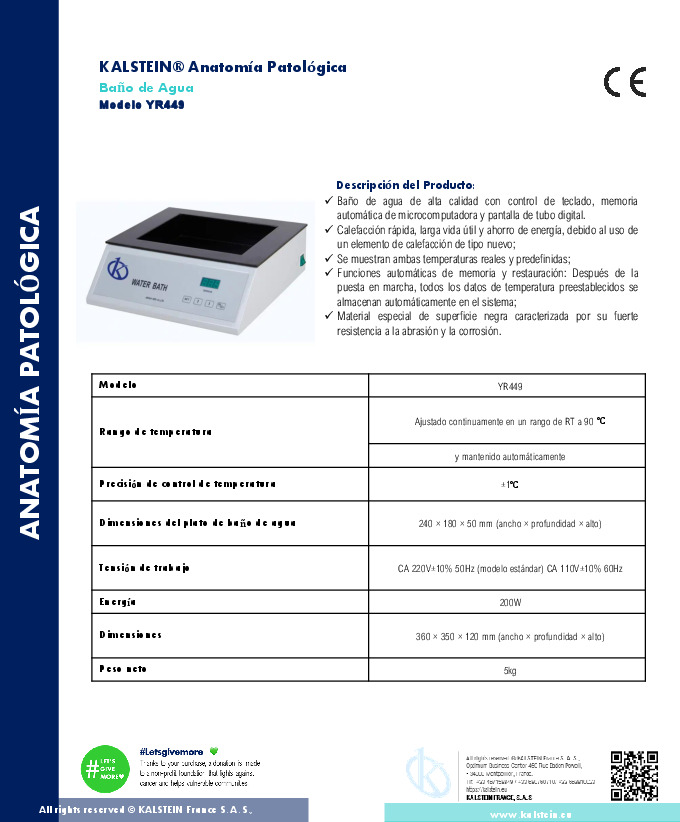 KALSTEIN® Anatomía Patológica
Baño de Agua
Modelo YR449
CE
ANATOMÍA PATOLÓGICA
WATER BATH
Descripción del Producto:
✓ Baño de agua de alta calidad con control de teclado, memoria
automática de microcomputadora y pantalla de tubo digital.
✓ Calefacción rápida, larga vida útil y ahorro de energía, debido al uso de
un elemento de calefacción de tipo nuevo;
✓ Se muestran ambas temperaturas reales y predefinidas;
✓ Funciones automáticas de memoria y restauración: Después de la
puesta en marcha, todos los datos de temperatura preestablecidos se
almacenan automáticamente en el sistema;
✓ Material especial de superficie negra caracterizada por su fuerte
resistencia a la abrasión y la corrosión.
Modelo YR449
Rango de temperatura Ajustado continuamente en un rango de RT a 90 ℃
y mantenido automáticamente
Precisión de control de temperatura ±1℃
Dimensiones del plato de baño de agua 240 × 180 × 50 mm (ancho × profundidad × alto)
Tensión de trabajo CA 220V±10% 50Hz (modelo estándar) CA 110V±10% 60Hz
Energía 200W
Dimensiones 360 × 350 × 120 mm (ancho × profundidad × alto)
Peso neto 5kg
# LET'S
GIVE
MORE
#Letsgivemore
Thanks to your purchase, a donation is made
to a non-profit foundation that fights against
cancer and helps vulnerable communities
All rights reserved © KALSTEIN France S. A. S.,
https://kalstein.eu
KALSTEIN FRANCE, S.A.S
All rights reserved © KALSTEIN France S. A. S.,
www.kalstein.eu